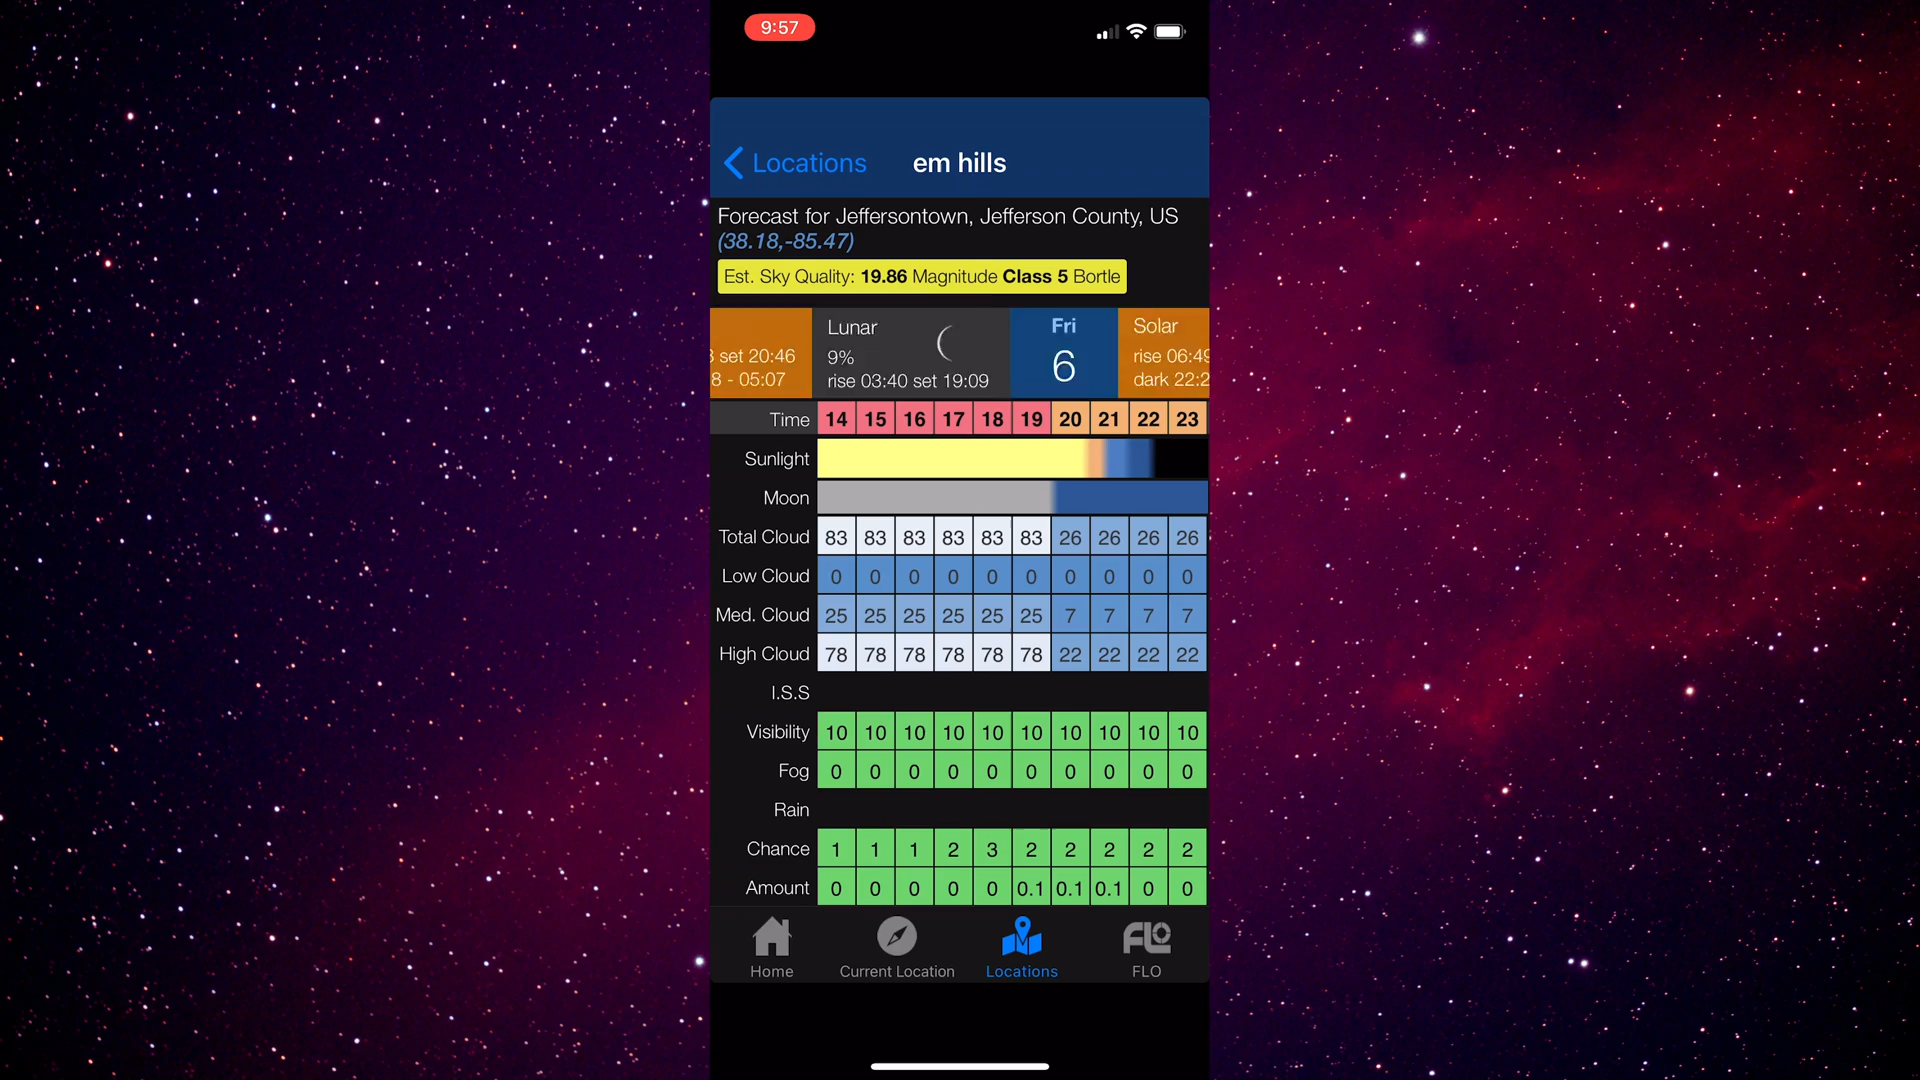 9:57
Locations em hills
Forecast for Jeffersontown, Jefferson County, US
(38.18,-85.47)
Est. Sky Quality: 19.86 Magnitude Class 5 Bortle
set 20:46
8 - 05:07
Lunar
9%
rise 03:40 set 19:09
Fri
6
Solar
rise 06:49
dark 22:2
Time 14 15 16 17 18 19 20 21 22 23
Sunlight
Moon
Total Cloud 83 83 83 83 83 83 26 26 26 26
Low Cloud 0 0 0 0 0 0 0 0 0 0
Med. Cloud 25 25 25 25 25 25 7 7 7 7
High Cloud 78 78 78 78 78 78 22 22 22 22
I.S.S
Visibility 10 10 10 10 10 10 10 10 10 10
Fog 0 0 0 0 0 0 0 0 0 0
Rain
Chance 1 1 1 2 3 2 2 2 2 2
Amount 0 0 0 0 0 0.1 0.1 0.1 0 0
FLO
Home Current Location Locations FLO